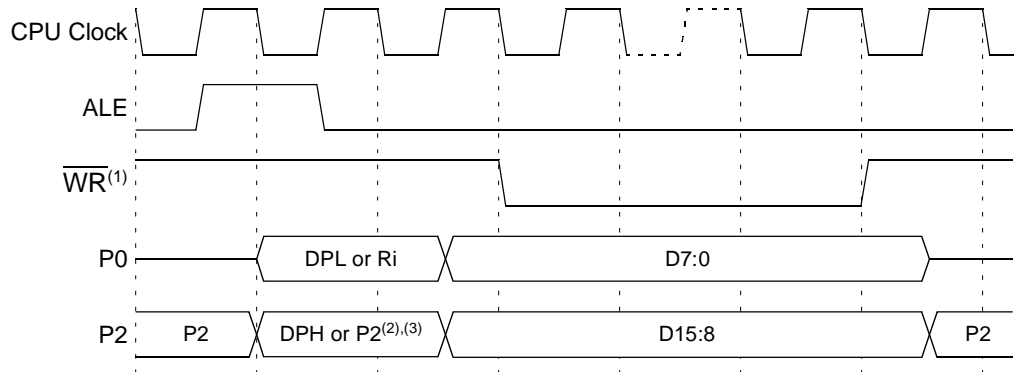 CPU Clock
ALE
WR(1)
P0 DPL or Ri D7:0
P2 P2 DPH or P2(2),(3) D15:8 P2